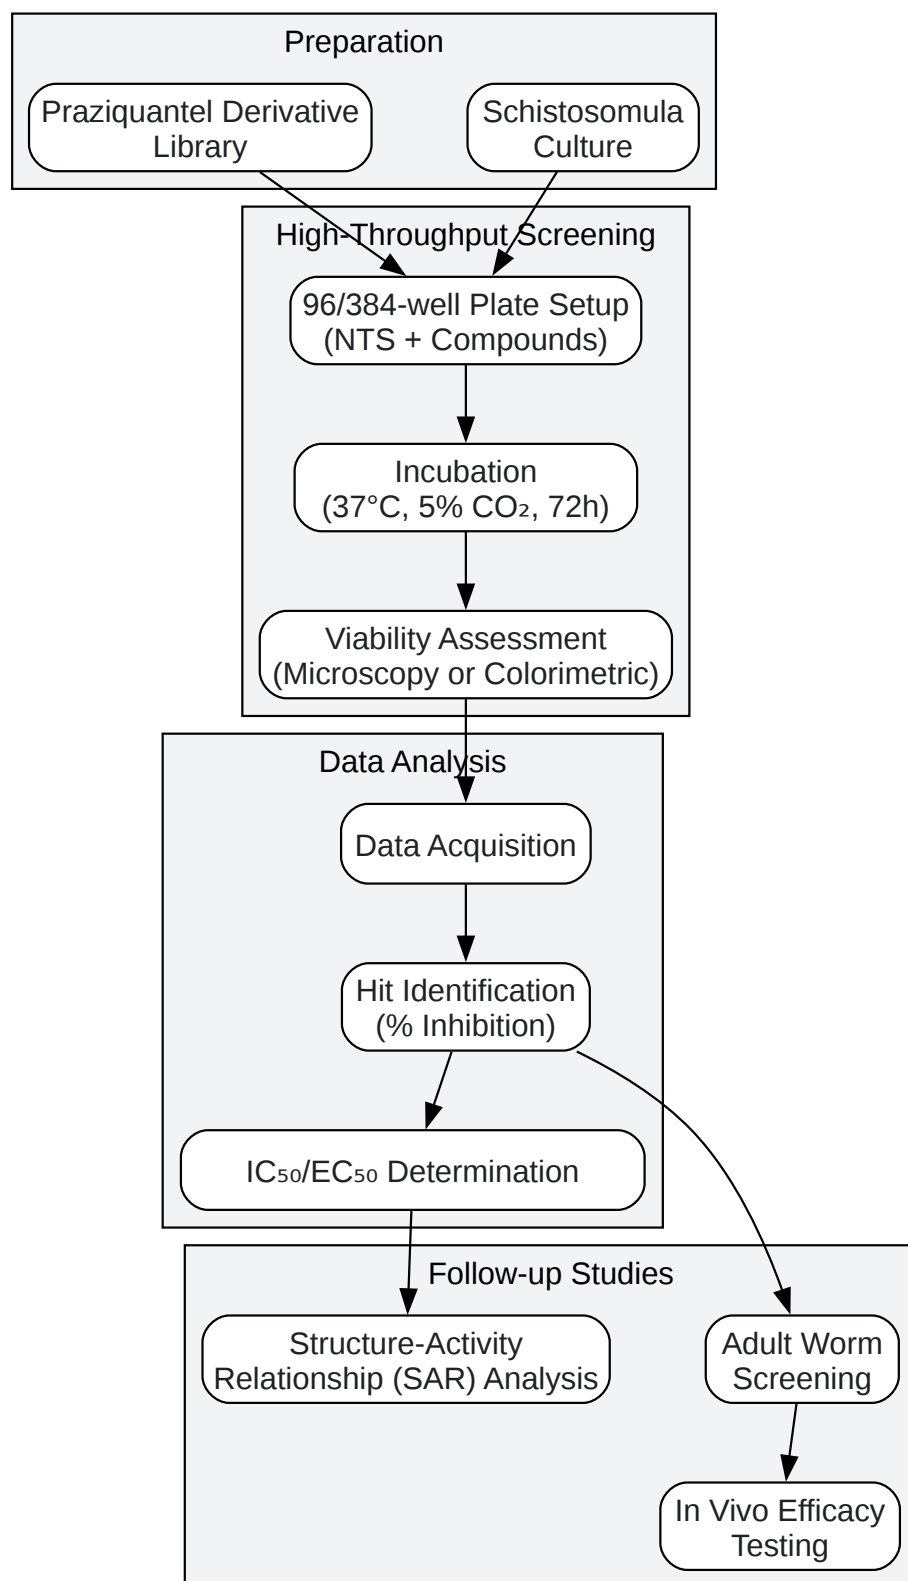 Preparation
Praziquantel Derivative
Library
Schistosomula
Culture
High-Throughput Screening
96/384-well Plate Setup
(NTS + Compounds)
Incubation
(37°C, 5% CO₂, 72h)
Viability Assessment
(Microscopy or Colorimetric)
Data Analysis
Data Acquisition
Hit Identification
(% Inhibition)
IC₅₀/EC₅₀ Determination
Follow-up Studies
Structure-Activity
Relationship (SAR) Analysis
Adult Worm
Screening
In Vivo Efficacy
Testing